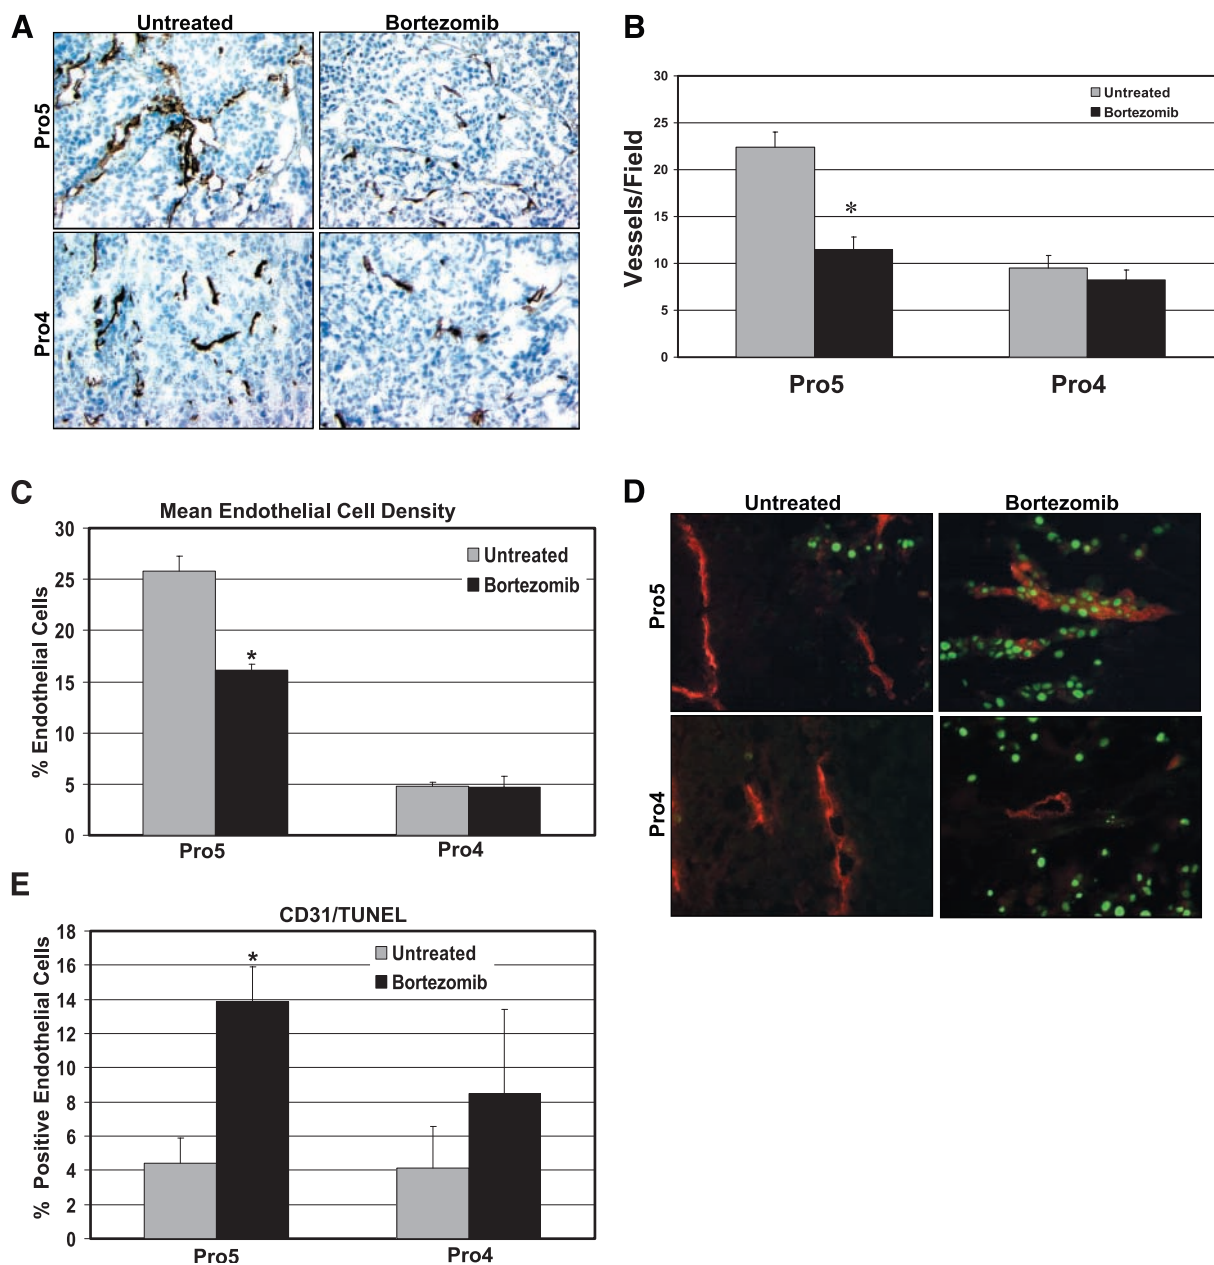 A
Untreated
Bortezomib
Pro5
Pro4
B
30
25
20
15
10
5
0
Vessels/Field
Untreated
Bortezomib
*
Pro5
Pro4
C
Mean Endothelial Cell Density
30
25
20
15
10
5
0
% Endothelial Cells
Untreated
Bortezomib
*
Pro5
Pro4
D
Untreated
Bortezomib
Pro5
Pro4
E
CD31/TUNEL
18
16
14
12
10
8
6
4
2
0
% Positive Endothelial Cells
Untreated
Bortezomib
*
Pro5
Pro4